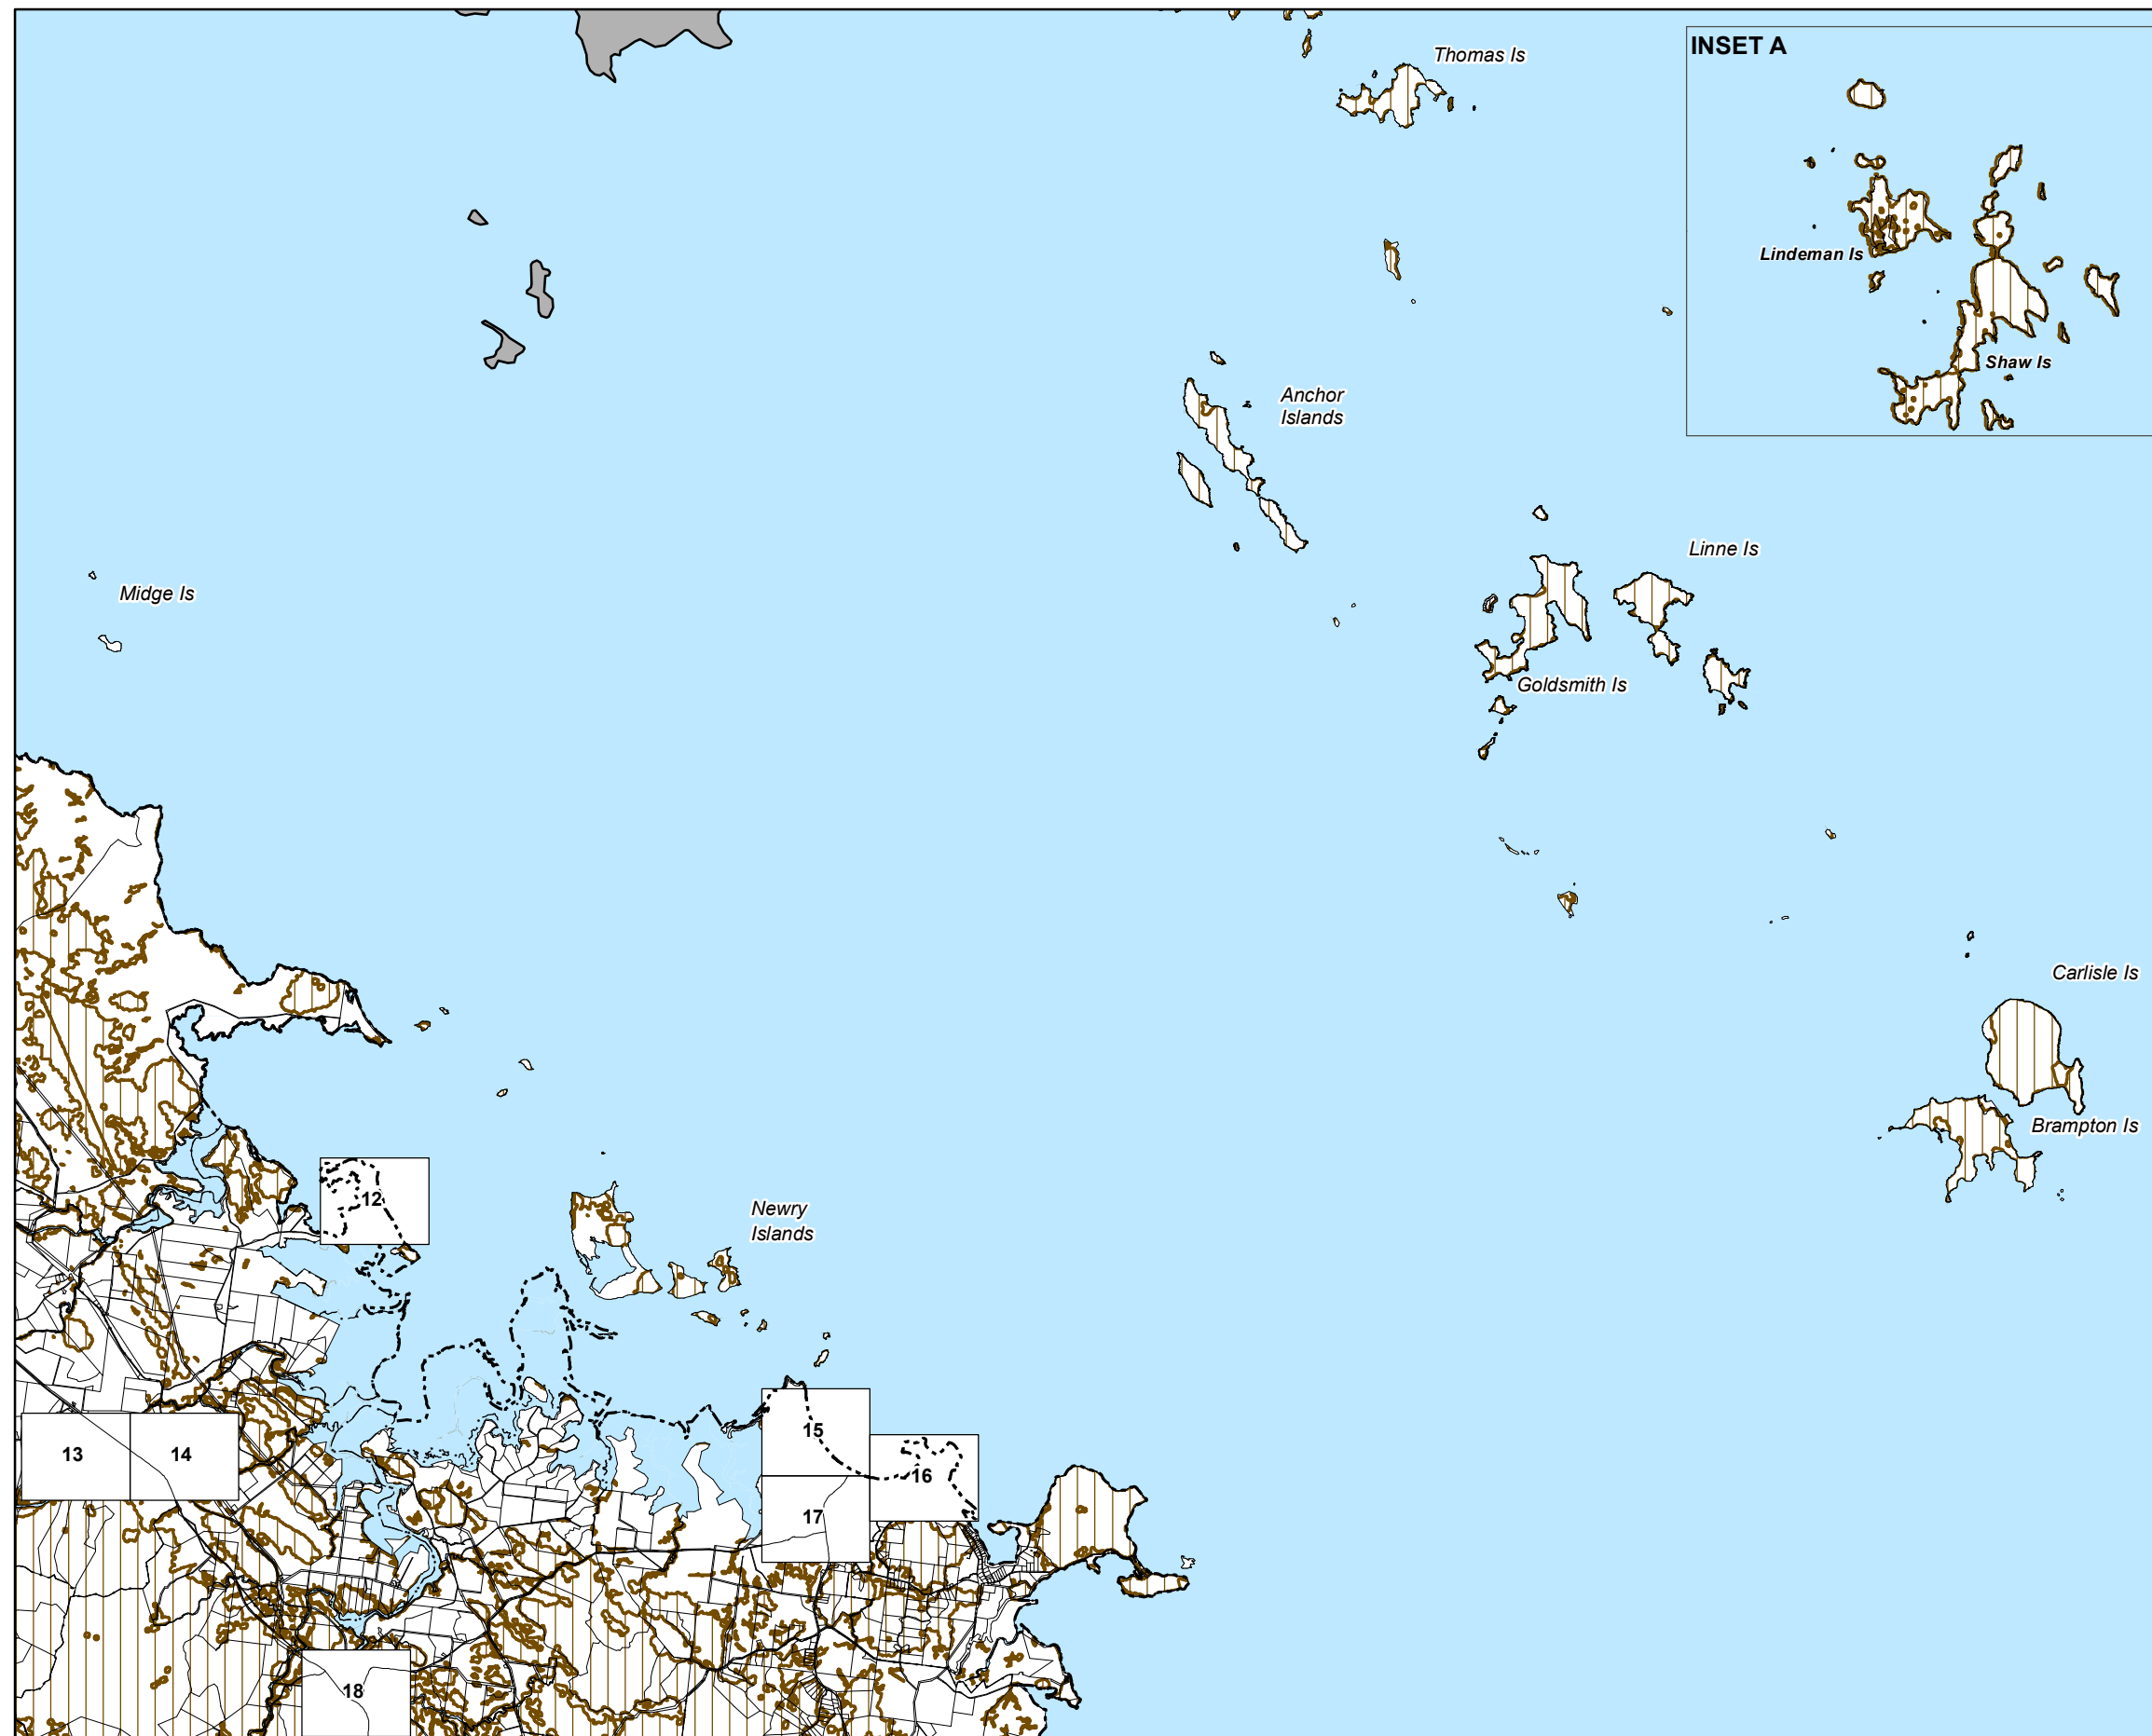 INSET A
Thomas Is
Lindeman Is
Shaw Is
Anchor
Islands
Linne Is
Midge Is
Goldsmith Is
Carlisle Is
Brampton Is
12
Newry
Islands
15
13
14
16
17
18